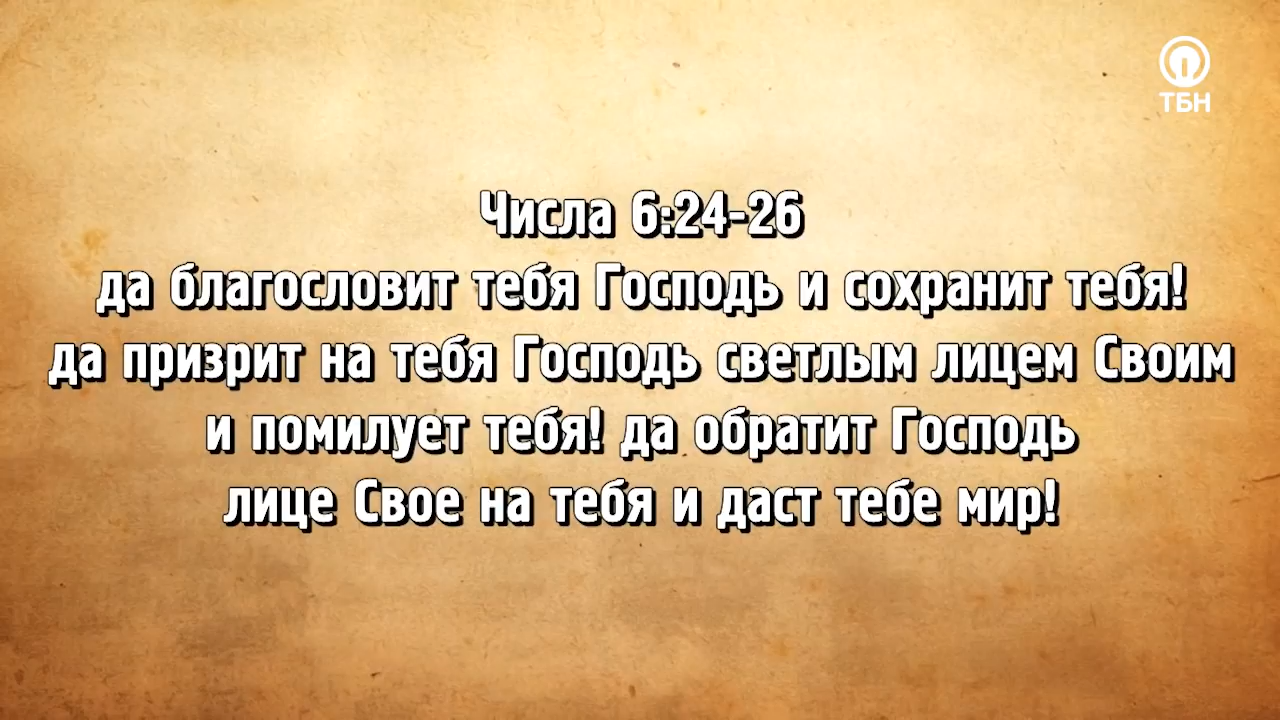 ТБН
Числа 6:24-26
да благословит тебя Господь и сохранит тебя!
да призрит на тебя Господь светлым лицем Своим
и помилует тебя! да обратит Господь
лице Свое на тебя и даст тебе мир!